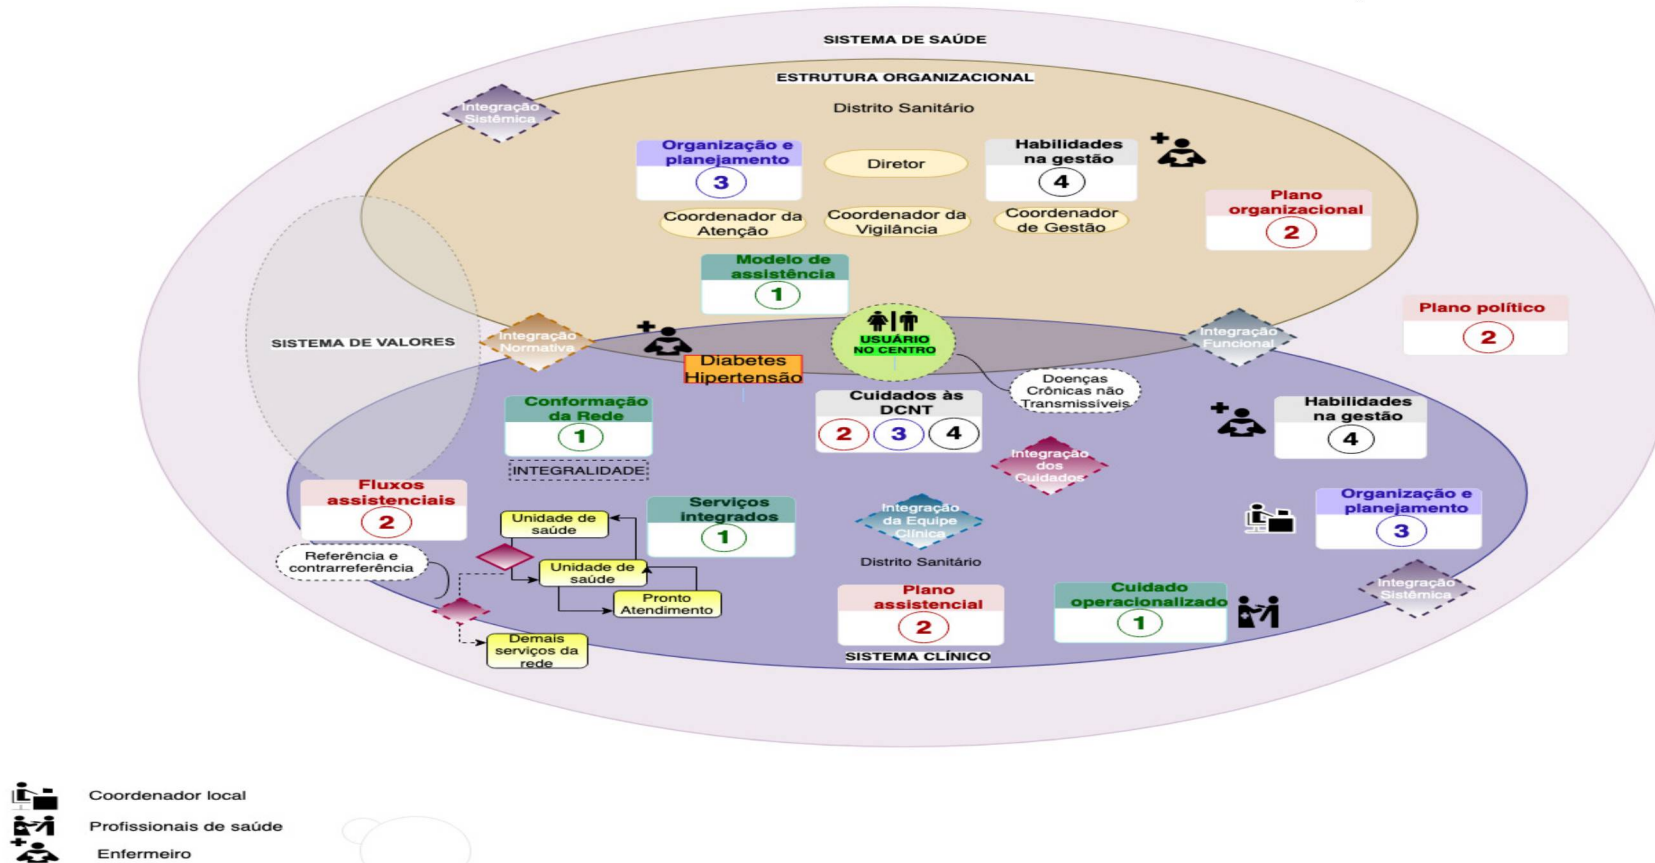 SISTEMA DE SAÚDE
ESTRUTURA ORGANIZACIONAL
Distrito Sanitário
Integração
Sistêmica
Organização e
planejamento
3
Diretor
Habilidades
na gestão
4
Plano
organizacional
2
Coordenador da
Atenção
Coordenador da
Vigilância
Coordenador
de Gestão
Modelo de
assistência
1
Plano político
2
SISTEMA DE VALORES
Integração
Normativa
USUÁRIO
NO CENTRO
Integração
Funcional
Diabetes
Hipertensão
Doenças
Crônicas não
Transmissíveis
Conformação
da Rede
1
INTEGRALIDADE
Cuidados às
DCNT
2 3 4
Habilidades
na gestão
4
Integração
dos
Cuidados
Fluxos
assistenciais
2
Unidade de
saúde
Serviços
integrados
1
Integração
da Equipe
Clínica
Distrito Sanitário
Organização e
planejamento
3
Referência e
contrarreferência
Unidade de
saúde
Pronto
Atendimento
Demais
serviços da
rede
Plano
assistencial
2
Cuidado
operacionalizado
1
Integração
Sistêmica
SISTEMA CLÍNICO
Coordenador local
Profissionais de saúde
Enfermeiro